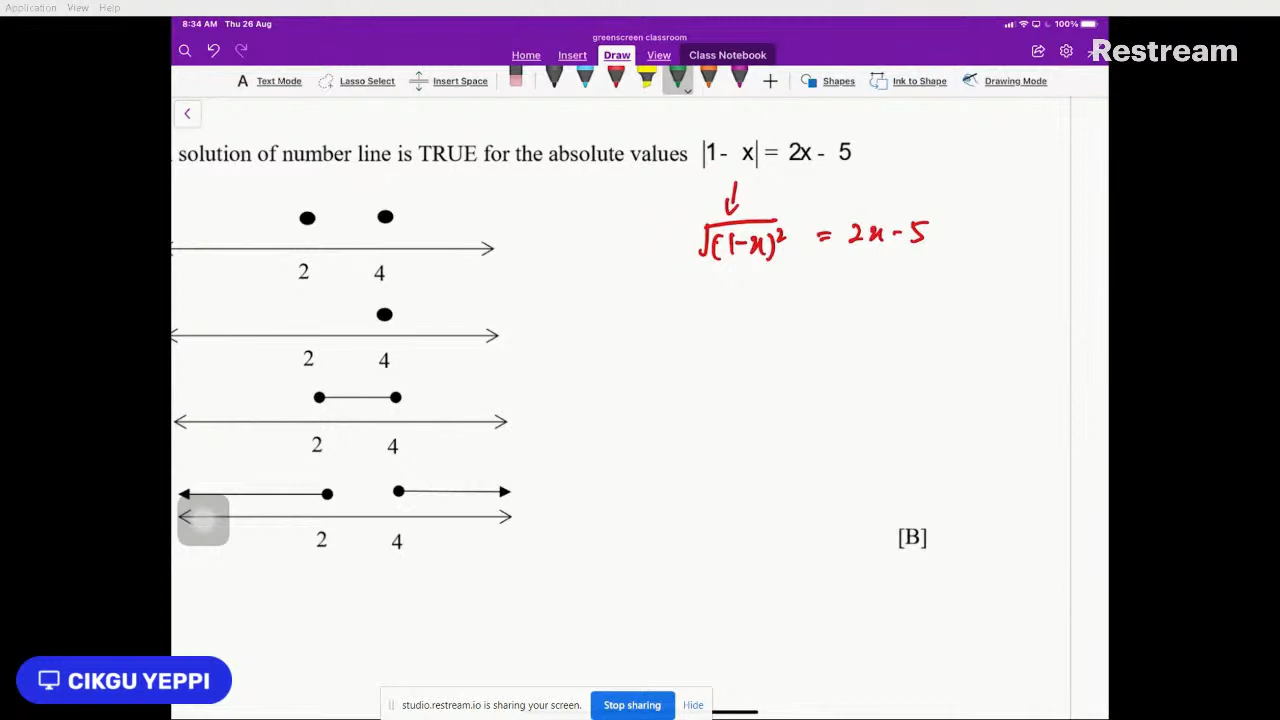 Application View Help
8:34 AM Thu 26 Aug
100%
greenscreen classroom
Restream
Home Insert Draw View Class Notebook
Text Mode Lasso Select Insert Space Shapes Ink to Shape Drawing Mode
solution of number line is TRUE for the absolute values |1 - x| = 2x - 5
√(1-x)² = 2x-5
2 4
2 4
2 4
2 4
[B]
CIKGU YEPPI
studio.restream.io is sharing your screen. Stop sharing Hide